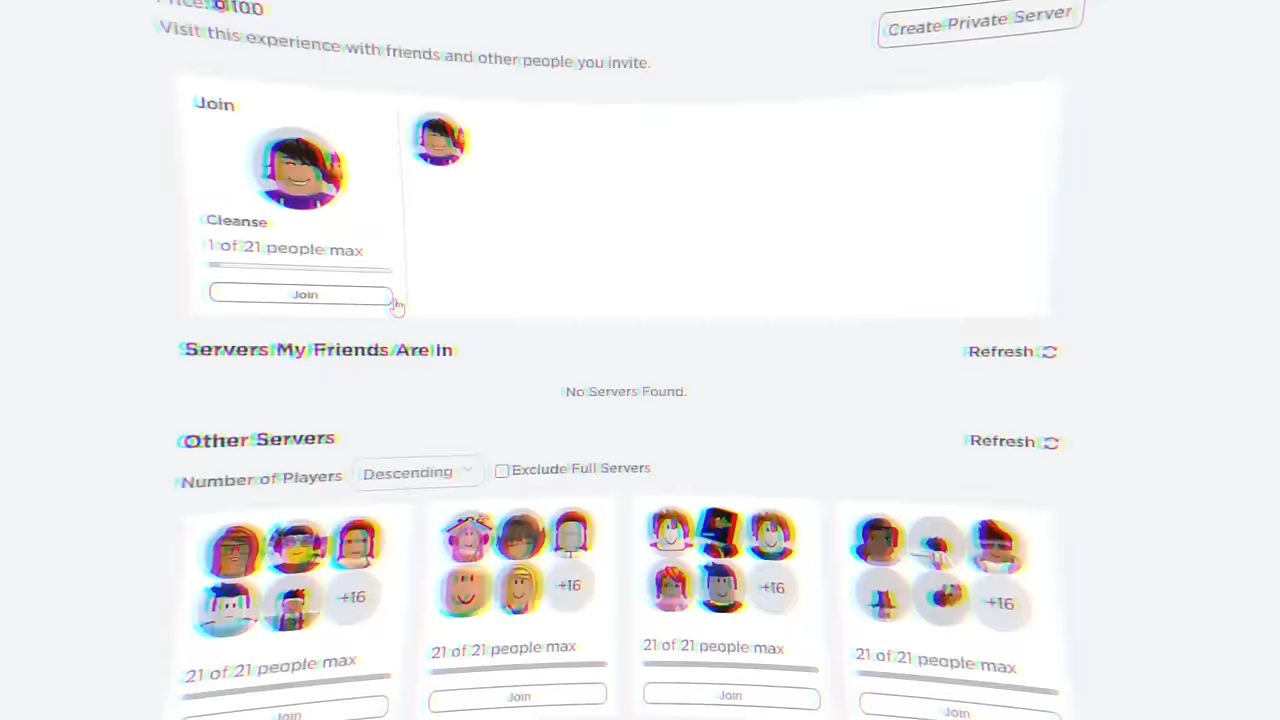 Price: 100
Create Private Server
Visit this experience with friends and other people you invite.
Join
Cleanse
1 of 21 people max
Join
Servers My Friends Are In
Refresh
No Servers Found.
Other Servers
Refresh
Number of Players Descending Exclude Full Servers
+16 +16 +16 +16
21 of 21 people max 21 of 21 people max 21 of 21 people max 21 of 21 people max
Join Join Join Join